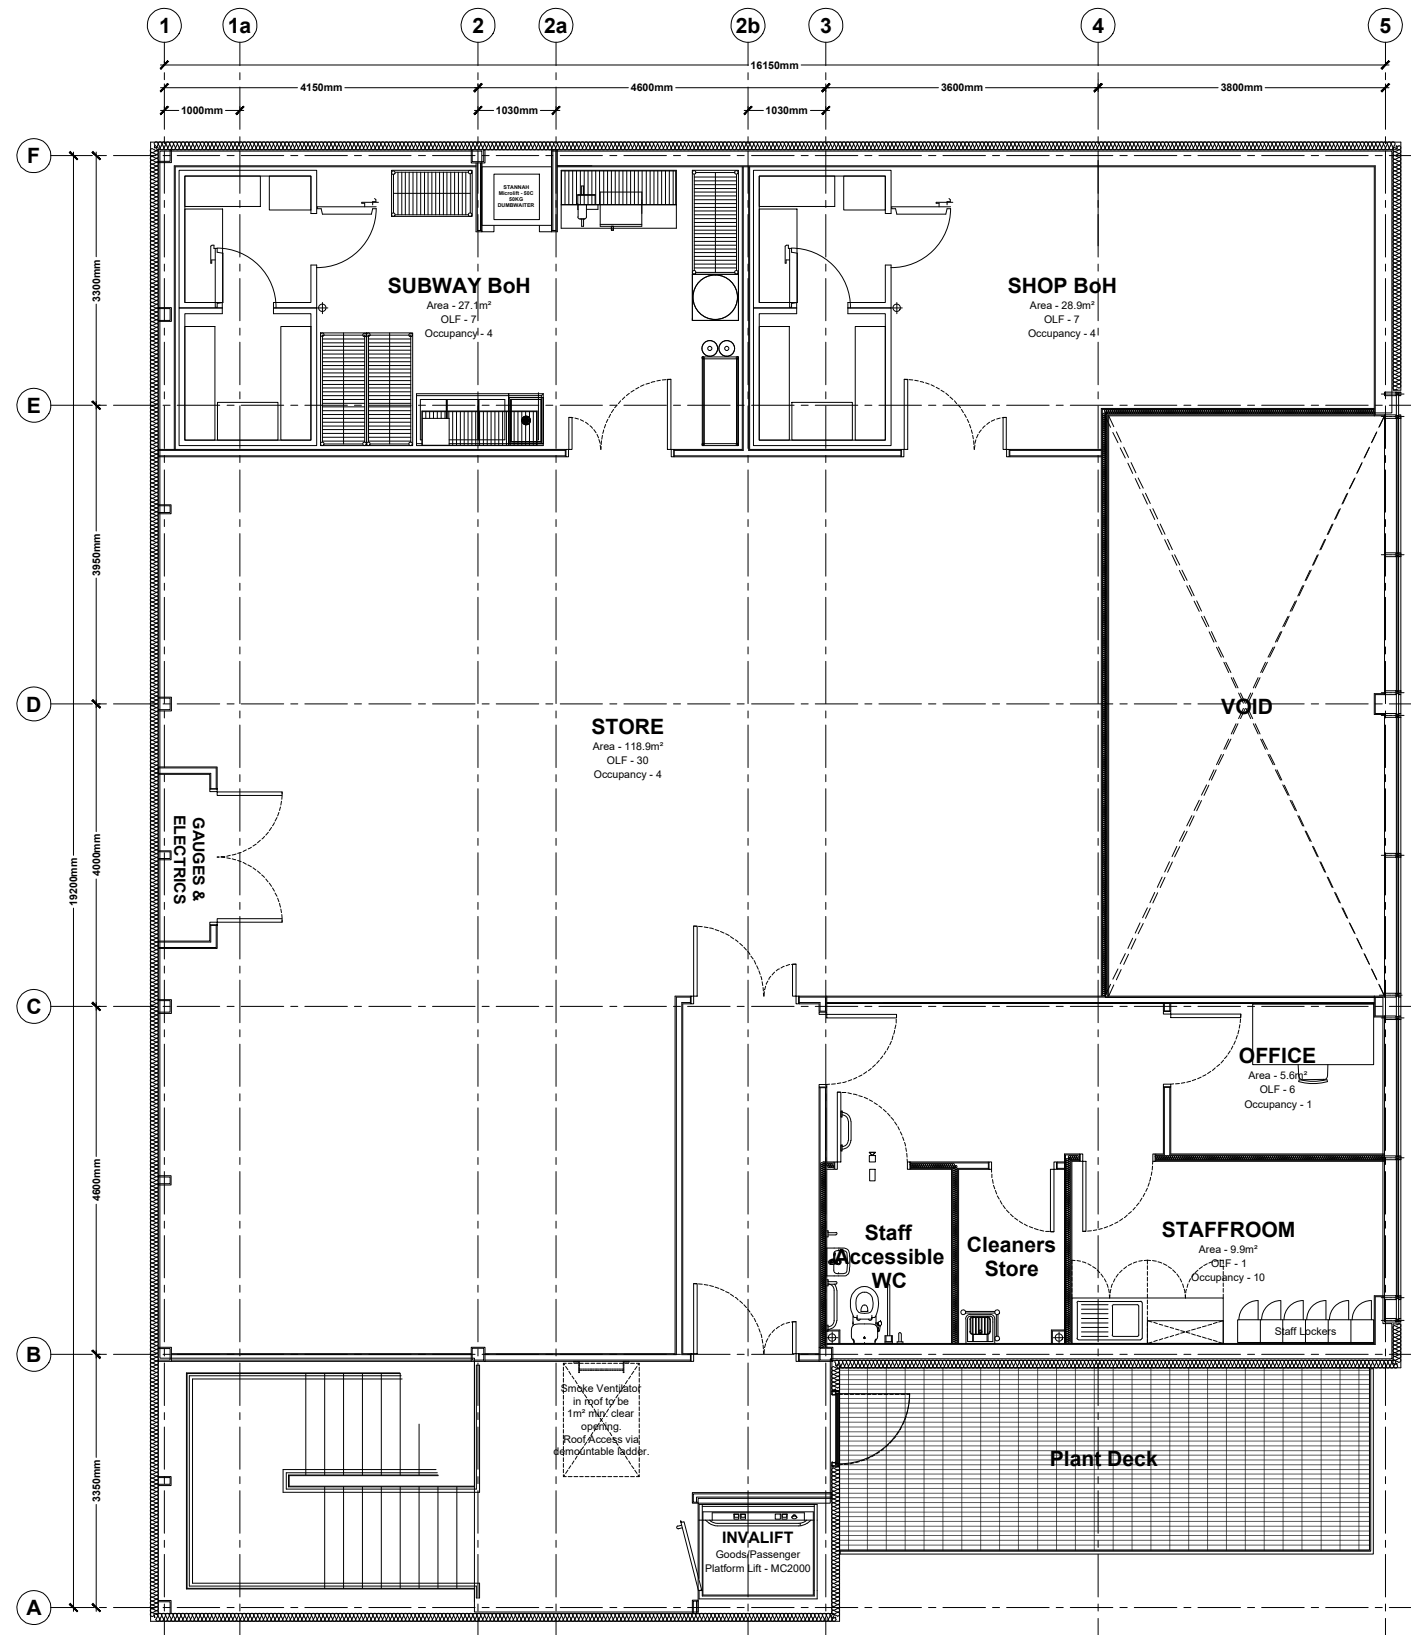 1
1a
2
2a
2b
3
4
5
16150mm
4150mm
4600mm
3600mm
3800mm
1000mm
1030mm
1030mm
F
E
D
C
B
A
3300mm
3950mm
4000mm
19200mm
4600mm
3350mm
STANNAH
Microlift - 50C
50KG
DUMBWAITER
SUBWAY BoH
Area - 27.1m²
OLF - 7
Occupancy - 4
SHOP BoH
Area - 28.9m²
OLF - 7
Occupancy - 4
STORE
Area - 118.9m²
OLF - 30
Occupancy - 4
VOID
GAUGES &
ELECTRICS
OFFICE
Area - 5.6m²
OLF - 6
Occupancy - 1
Staff
Accessible
WC
Cleaners
Store
STAFFROOM
Area - 9.9m²
OLF - 1
Occupancy - 10
Staff Lockers
Smoke Ventilator
in roof to be
1m² min. clear
opening.
Roof Access via
demountable ladder.
Plant Deck
INVALIFT
Goods/Passenger
Platform Lift - MC2000